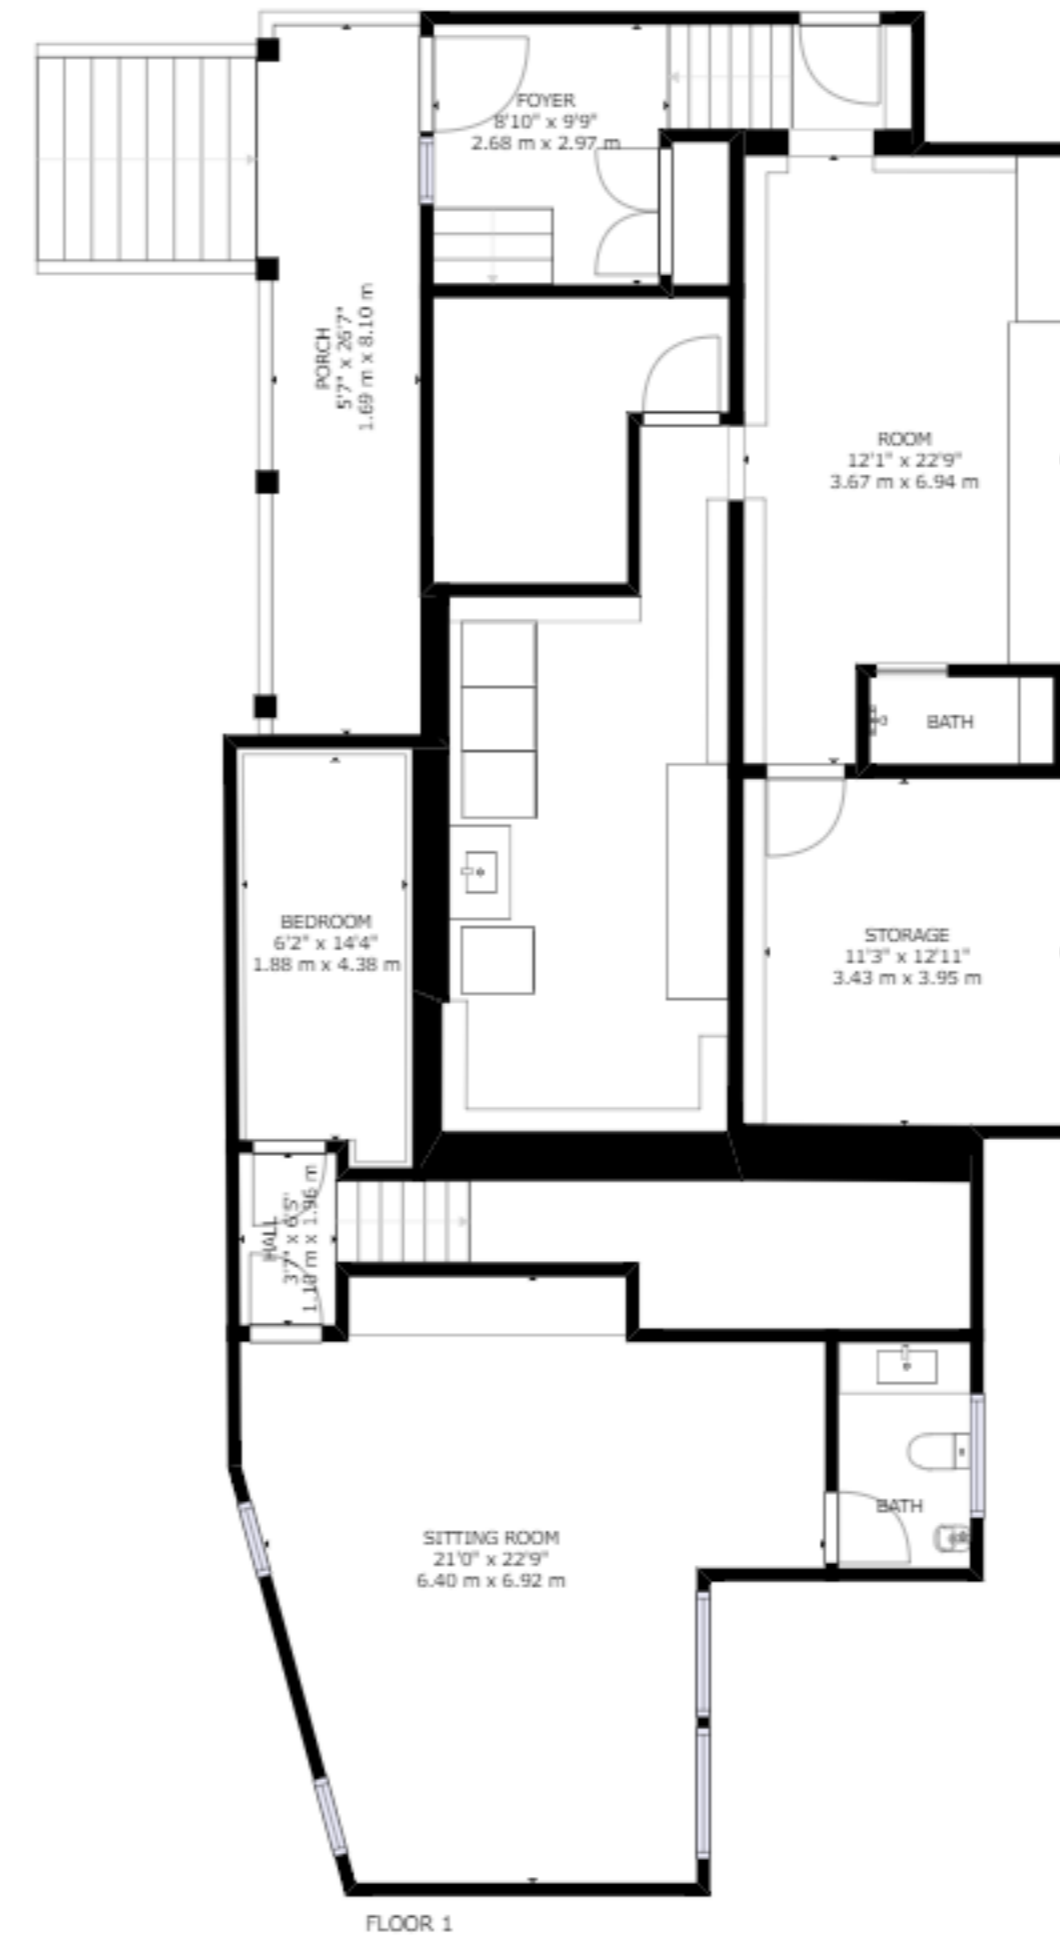 FOYER
8'10" x 9'9"
2.68 m x 2.97 m
PORCH
5'7" x 26'7"
1.69 m x 8.10 m
ROOM
12'1" x 22'9"
3.67 m x 6.94 m
BATH
BEDROOM
6'2" x 14'4"
1.88 m x 4.38 m
STORAGE
11'3" x 12'11"
3.43 m x 3.95 m
HALL
3'7" x 6'5"
m x 1.96 m
BATH
SITTING ROOM
21'0" x 22'9"
6.40 m x 6.92 m
FLOOR 1